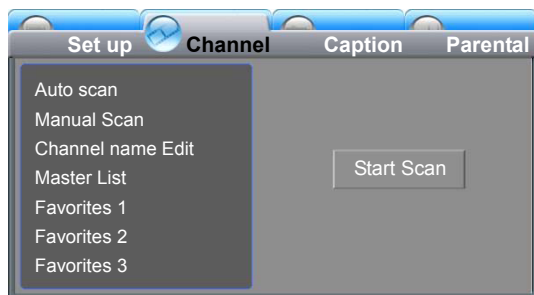 Set up Channel Caption Parental
Auto scan
Manual Scan
Channel name Edit
Master List
Favorites 1
Favorites 2
Favorites 3
Start Scan